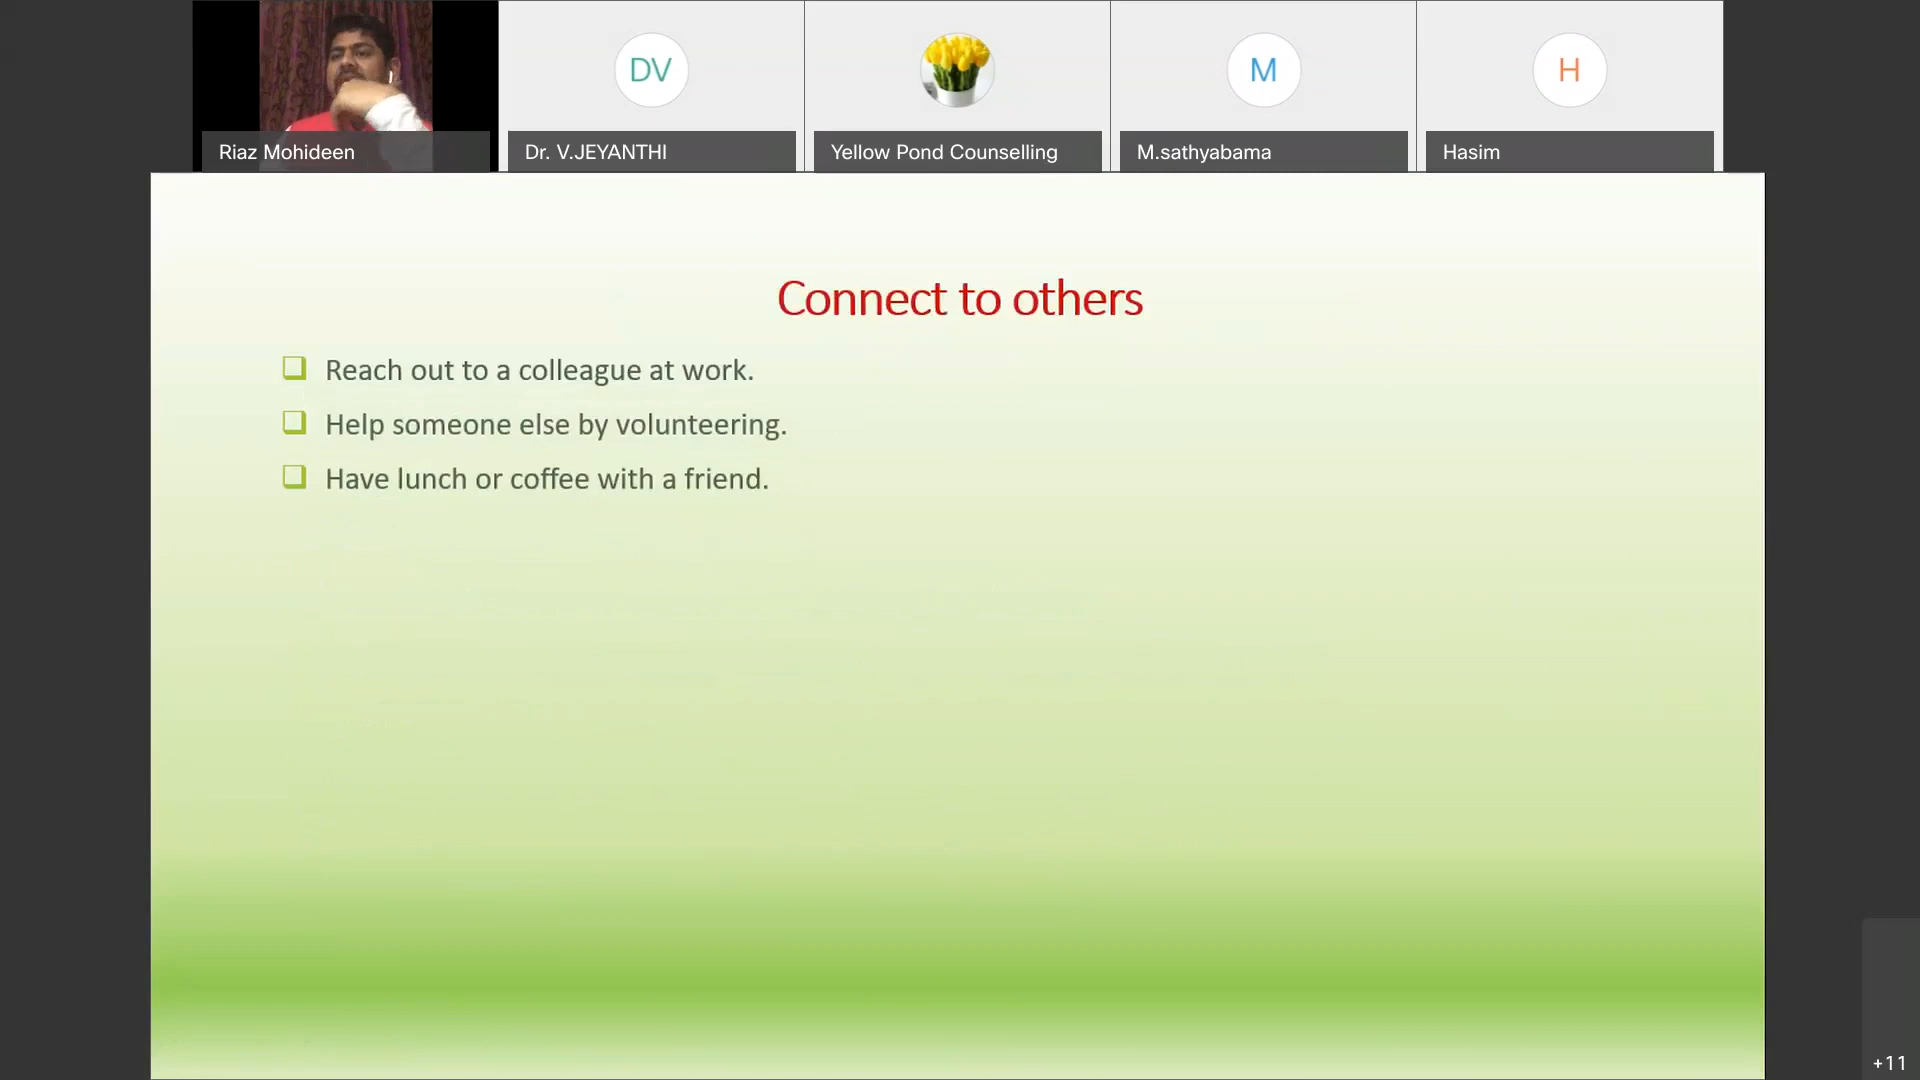 DV
M
H
Riaz Mohideen
Dr. V.JEYANTHI
Yellow Pond Counselling
M.sathyabama
Hasim
Connect to others
Reach out to a colleague at work.
Help someone else by volunteering.
Have lunch or coffee with a friend.
+11